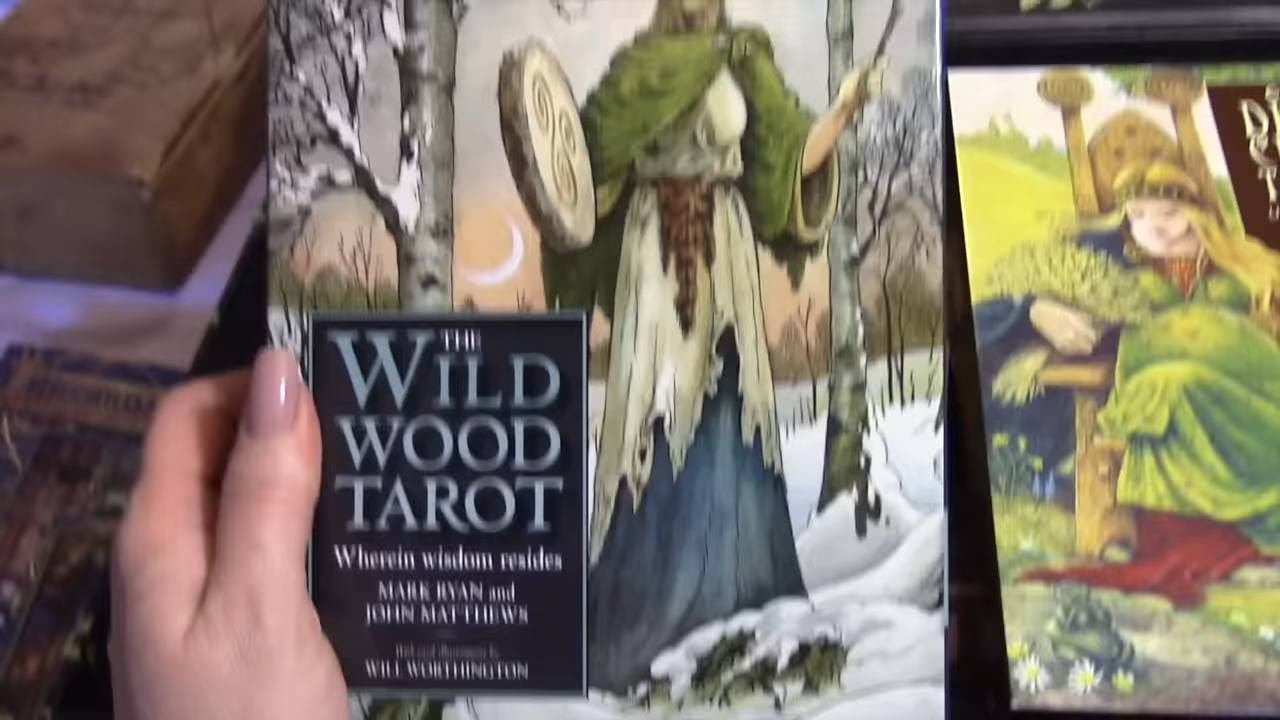 THE
WILD
WOOD
TAROT
Wherein wisdom resides
MARK RYAN and
JOHN MATTHEWS
WILL WORTHINGTON